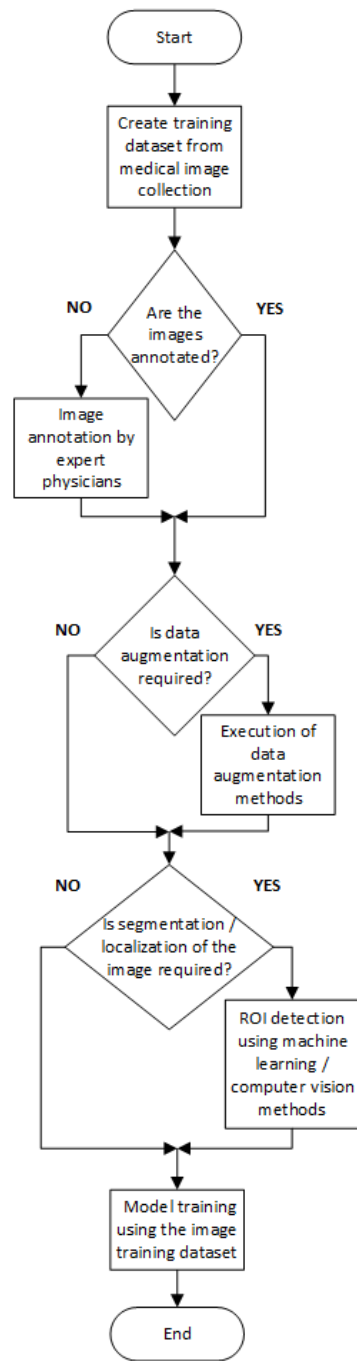 Start
Create training
dataset from
medical image
collection
NO
YES
Are the
images
annotated?
Image
annotation by
expert
physicians
NO
YES
Is data
augmentation
required?
Execution of
data
augmentation
methods
NO
YES
Is segmentation /
localization of the
image required?
ROI detection
using machine
learning /
computer vision
methods
Model training
using the image
training dataset
End